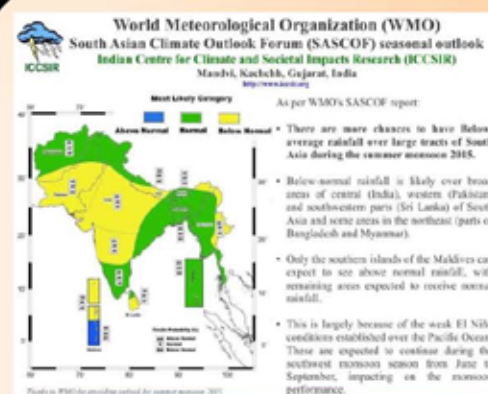 World Meteorological Organization (WMO)
South Asian Climate Outlook Forum (SASCOF) seasonal outlook
Indian Centre for Climate and Societal Impacts Research (ICCSIR)
Mandvi, Kachchh, Gujarat, India
ICCSIR
Most Likely Category
Above Normal Normal Below Normal
As per WMO's SASCOF report:
• There are more chances to have Below
average rainfall over large tracts of South
Asia during the summer monsoon 2015.
• Below-normal rainfall is likely over broad
areas of central (India), western (Pakistan)
and southwestern parts (Sri Lanka) of South
Asia and some areas in the northeast (parts of
Bangladesh and Myanmar).
• Only the southern islands of the Maldives can
expect to see above normal rainfall, with
remaining areas expected to receive normal
rainfall.
• This is largely because of the weak El Niño
conditions established over the Pacific Ocean.
These are expected to continue during the
southwest monsoon season from June to
September, impacting on the monsoon
performance.